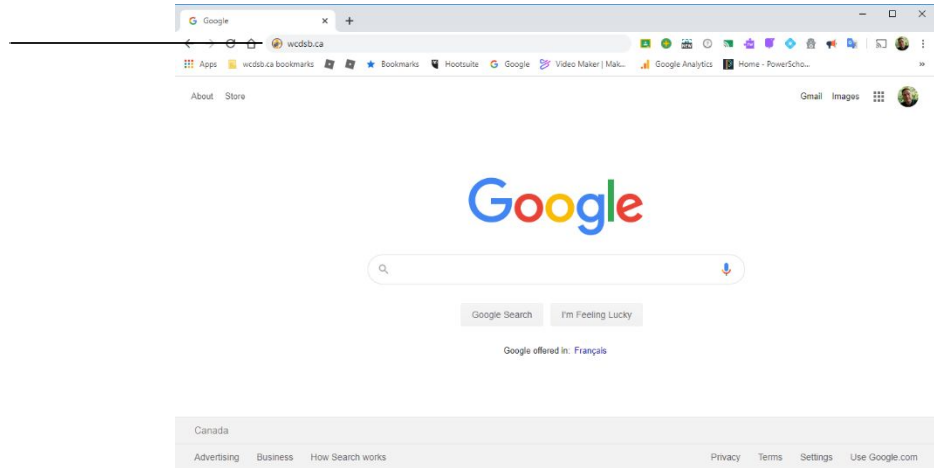 Google
wcdsb.ca
Apps wcdsb.ca bookmarks Bookmarks Hootsuite Google Video Maker | Mak... Google Analytics Home - PowerScho... »
About Store Gmail Images
Google
Google Search I'm Feeling Lucky
Google offered in: Français
Canada
Advertising Business How Search works Privacy Terms Settings Use Google.com